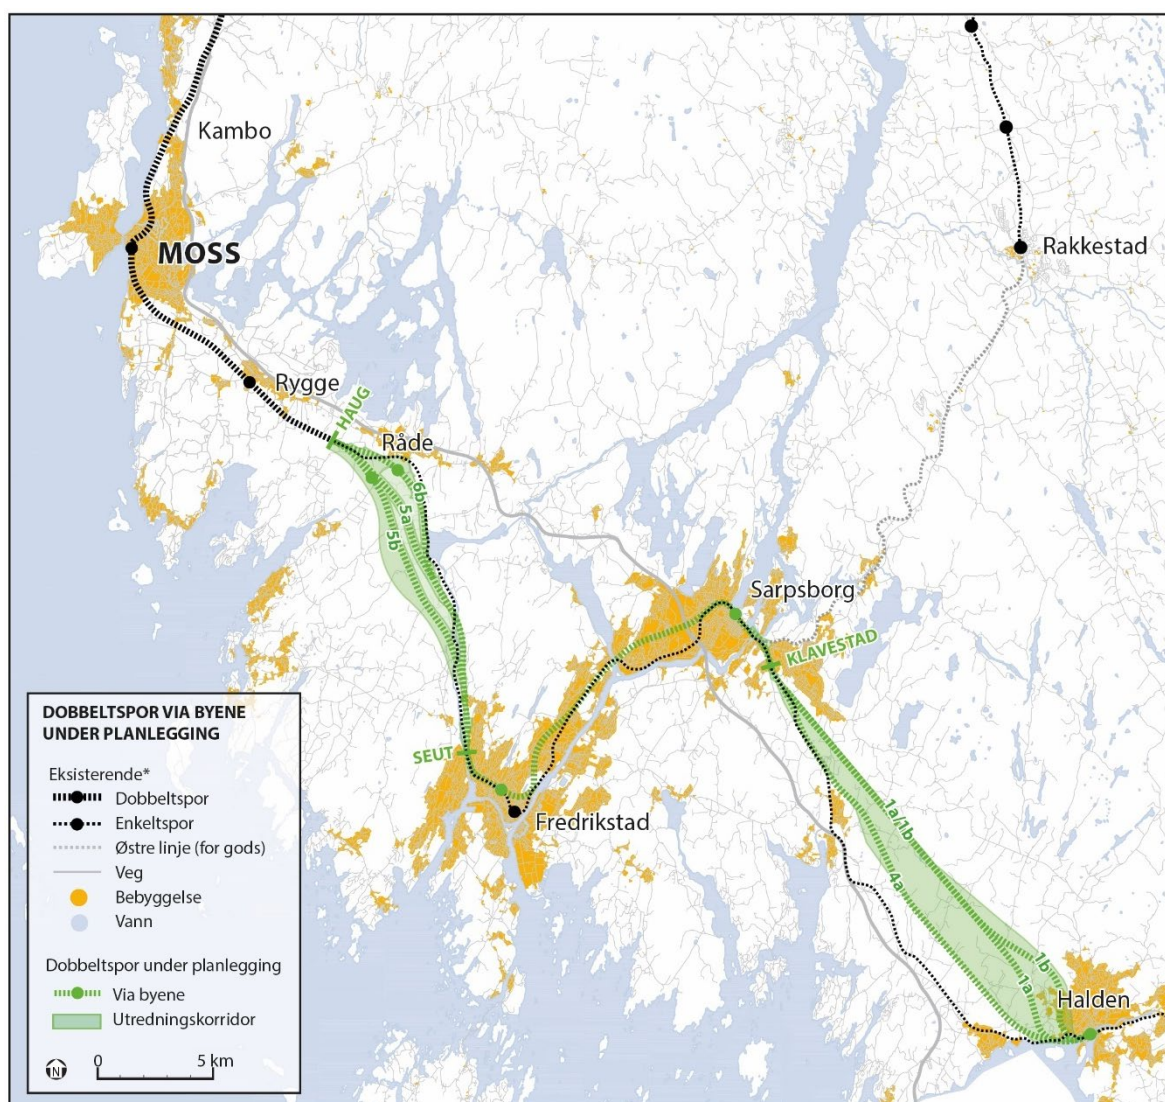 Kambo
MOSS
Rakkestad
Rygge
HAUG
Råde
6b
5a
5b
Sarpsborg
KLAVESTAD
SEUT
Fredrikstad
1a/1b
4a
1b
1a
Halden
DOBBELTSPOR VIA BYENE
UNDER PLANLEGGING
Eksisterende*
Dobbeltspor
Enkeltspor
Østre linje (for gods)
Veg
Bebyggelse
Vann
Dobbeltspor under planlegging
Via byene
Utredningskorridor
N
0 5 km